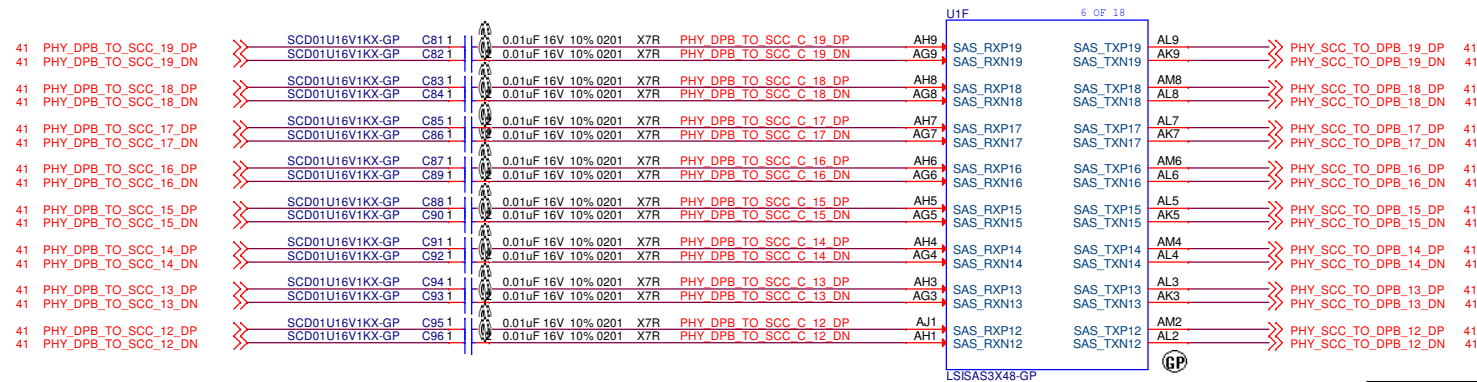 U1F 6 OF 18
41 PHY_DPB_TO_SCC_19_DP SCD01U16V1KX-GP C81 1 2 0.01uF 16V 10% 0201 X7R PHY_DPB_TO_SCC_C_19_DP AH9 SAS_RXP19 SAS_TXP19 AL9 PHY_SCC_TO_DPB_19_DP 41
41 PHY_DPB_TO_SCC_19_DN SCD01U16V1KX-GP C82 1 2 0.01uF 16V 10% 0201 X7R PHY_DPB_TO_SCC_C_19_DN AG9 SAS_RXN19 SAS_TXN19 AK9 PHY_SCC_TO_DPB_19_DN 41
41 PHY_DPB_TO_SCC_18_DP SCD01U16V1KX-GP C83 1 2 0.01uF 16V 10% 0201 X7R PHY_DPB_TO_SCC_C_18_DP AH8 SAS_RXP18 SAS_TXP18 AM8 PHY_SCC_TO_DPB_18_DP 41
41 PHY_DPB_TO_SCC_18_DN SCD01U16V1KX-GP C84 1 2 0.01uF 16V 10% 0201 X7R PHY_DPB_TO_SCC_C_18_DN AG8 SAS_RXN18 SAS_TXN18 AL8 PHY_SCC_TO_DPB_18_DN 41
41 PHY_DPB_TO_SCC_17_DP SCD01U16V1KX-GP C85 1 2 0.01uF 16V 10% 0201 X7R PHY_DPB_TO_SCC_C_17_DP AH7 SAS_RXP17 SAS_TXP17 AL7 PHY_SCC_TO_DPB_17_DP 41
41 PHY_DPB_TO_SCC_17_DN SCD01U16V1KX-GP C86 1 2 0.01uF 16V 10% 0201 X7R PHY_DPB_TO_SCC_C_17_DN AG7 SAS_RXN17 SAS_TXN17 AK7 PHY_SCC_TO_DPB_17_DN 41
41 PHY_DPB_TO_SCC_16_DP SCD01U16V1KX-GP C87 1 2 0.01uF 16V 10% 0201 X7R PHY_DPB_TO_SCC_C_16_DP AH6 SAS_RXP16 SAS_TXP16 AM6 PHY_SCC_TO_DPB_16_DP 41
41 PHY_DPB_TO_SCC_16_DN SCD01U16V1KX-GP C89 1 2 0.01uF 16V 10% 0201 X7R PHY_DPB_TO_SCC_C_16_DN AG6 SAS_RXN16 SAS_TXN16 AL6 PHY_SCC_TO_DPB_16_DN 41
41 PHY_DPB_TO_SCC_15_DP SCD01U16V1KX-GP C88 1 2 0.01uF 16V 10% 0201 X7R PHY_DPB_TO_SCC_C_15_DP AH5 SAS_RXP15 SAS_TXP15 AL5 PHY_SCC_TO_DPB_15_DP 41
41 PHY_DPB_TO_SCC_15_DN SCD01U16V1KX-GP C90 1 2 0.01uF 16V 10% 0201 X7R PHY_DPB_TO_SCC_C_15_DN AG5 SAS_RXN15 SAS_TXN15 AK5 PHY_SCC_TO_DPB_15_DN 41
41 PHY_DPB_TO_SCC_14_DP SCD01U16V1KX-GP C91 1 2 0.01uF 16V 10% 0201 X7R PHY_DPB_TO_SCC_C_14_DP AH4 SAS_RXP14 SAS_TXP14 AM4 PHY_SCC_TO_DPB_14_DP 41
41 PHY_DPB_TO_SCC_14_DN SCD01U16V1KX-GP C92 1 2 0.01uF 16V 10% 0201 X7R PHY_DPB_TO_SCC_C_14_DN AG4 SAS_RXN14 SAS_TXN14 AL4 PHY_SCC_TO_DPB_14_DN 41
41 PHY_DPB_TO_SCC_13_DP SCD01U16V1KX-GP C94 1 2 0.01uF 16V 10% 0201 X7R PHY_DPB_TO_SCC_C_13_DP AH3 SAS_RXP13 SAS_TXP13 AL3 PHY_SCC_TO_DPB_13_DP 41
41 PHY_DPB_TO_SCC_13_DN SCD01U16V1KX-GP C93 1 2 0.01uF 16V 10% 0201 X7R PHY_DPB_TO_SCC_C_13_DN AG3 SAS_RXN13 SAS_TXN13 AK3 PHY_SCC_TO_DPB_13_DN 41
41 PHY_DPB_TO_SCC_12_DP SCD01U16V1KX-GP C95 1 2 0.01uF 16V 10% 0201 X7R PHY_DPB_TO_SCC_C_12_DP AJ1 SAS_RXP12 SAS_TXP12 AM2 PHY_SCC_TO_DPB_12_DP 41
41 PHY_DPB_TO_SCC_12_DN SCD01U16V1KX-GP C96 1 2 0.01uF 16V 10% 0201 X7R PHY_DPB_TO_SCC_C_12_DN AH1 SAS_RXN12 SAS_TXN12 AL2 PHY_SCC_TO_DPB_12_DN 41
GP
LSISAS3X48-GP